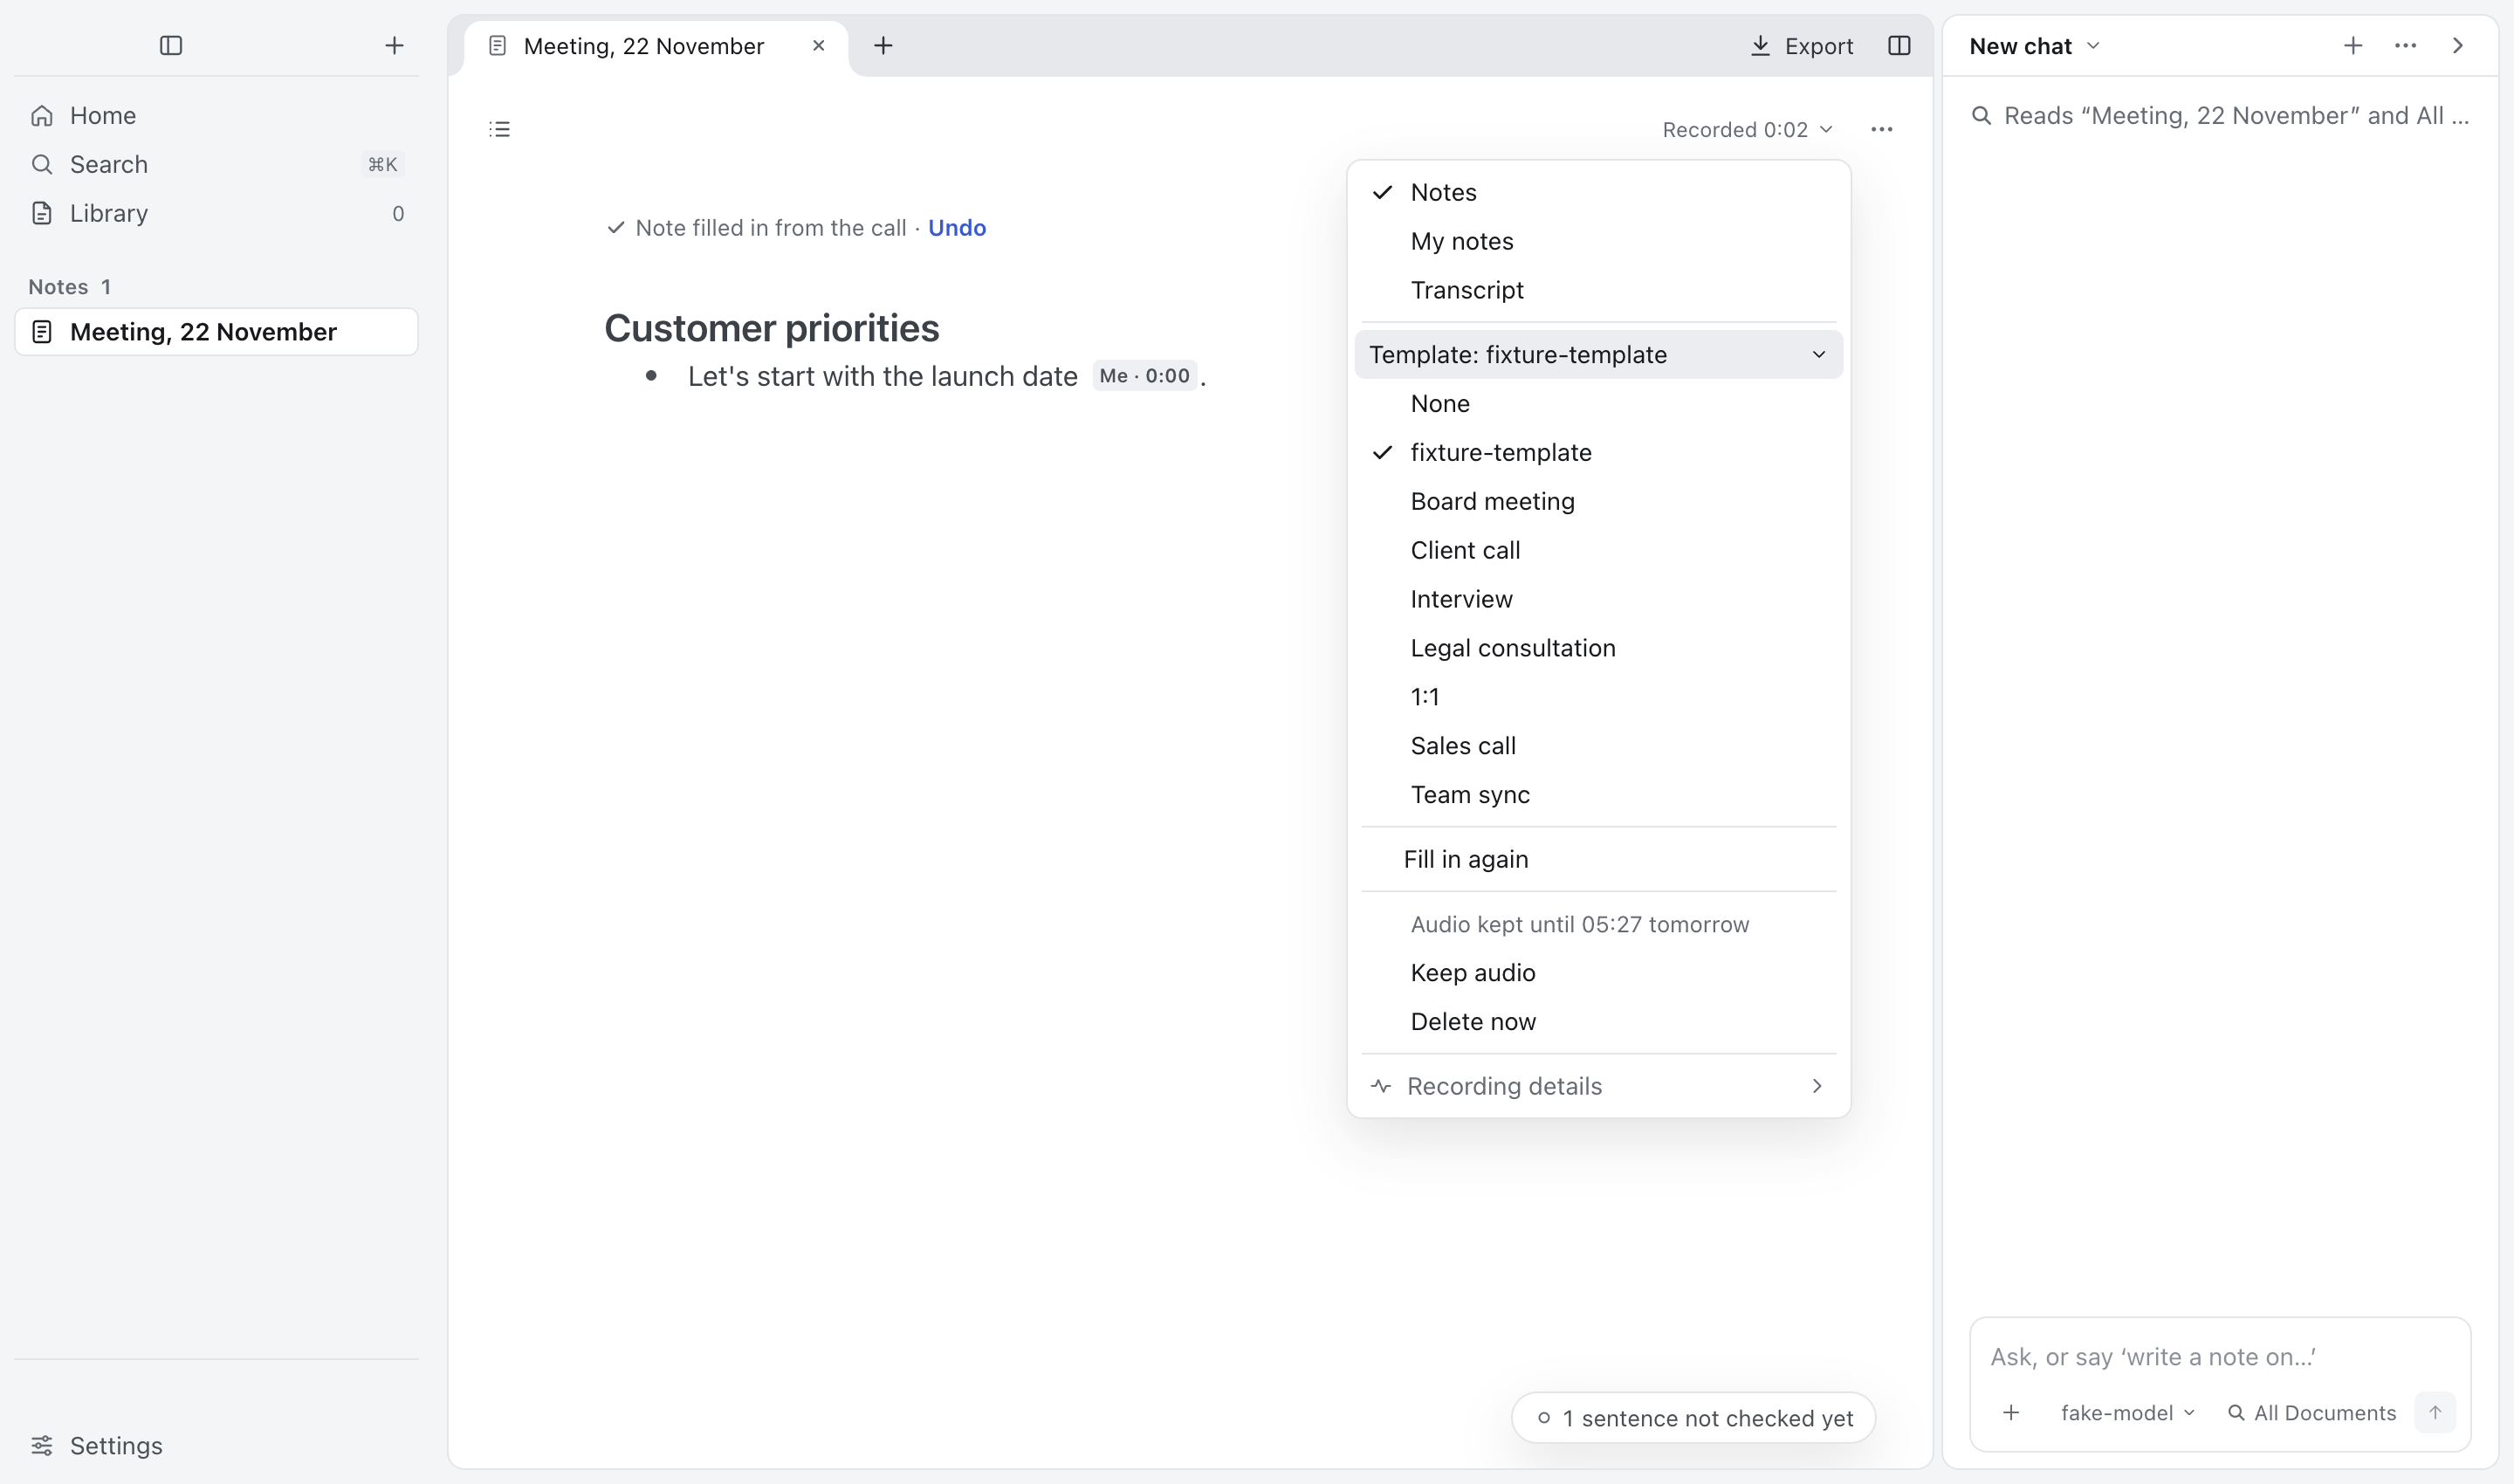 Home
Search ⌘K
Library 0
Notes 1
Meeting, 22 November
Settings
Meeting, 22 November
Export
Recorded 0:02
Note filled in from the call · Undo
Customer priorities
• Let's start with the launch date Me · 0:00.
Notes
My notes
Transcript
Template: fixture-template
None
fixture-template
Board meeting
Client call
Interview
Legal consultation
1:1
Sales call
Team sync
Fill in again
Audio kept until 05:27 tomorrow
Keep audio
Delete now
Recording details
1 sentence not checked yet
New chat
Reads “Meeting, 22 November” and All ...
Ask, or say ‘write a note on...’
fake-model All Documents